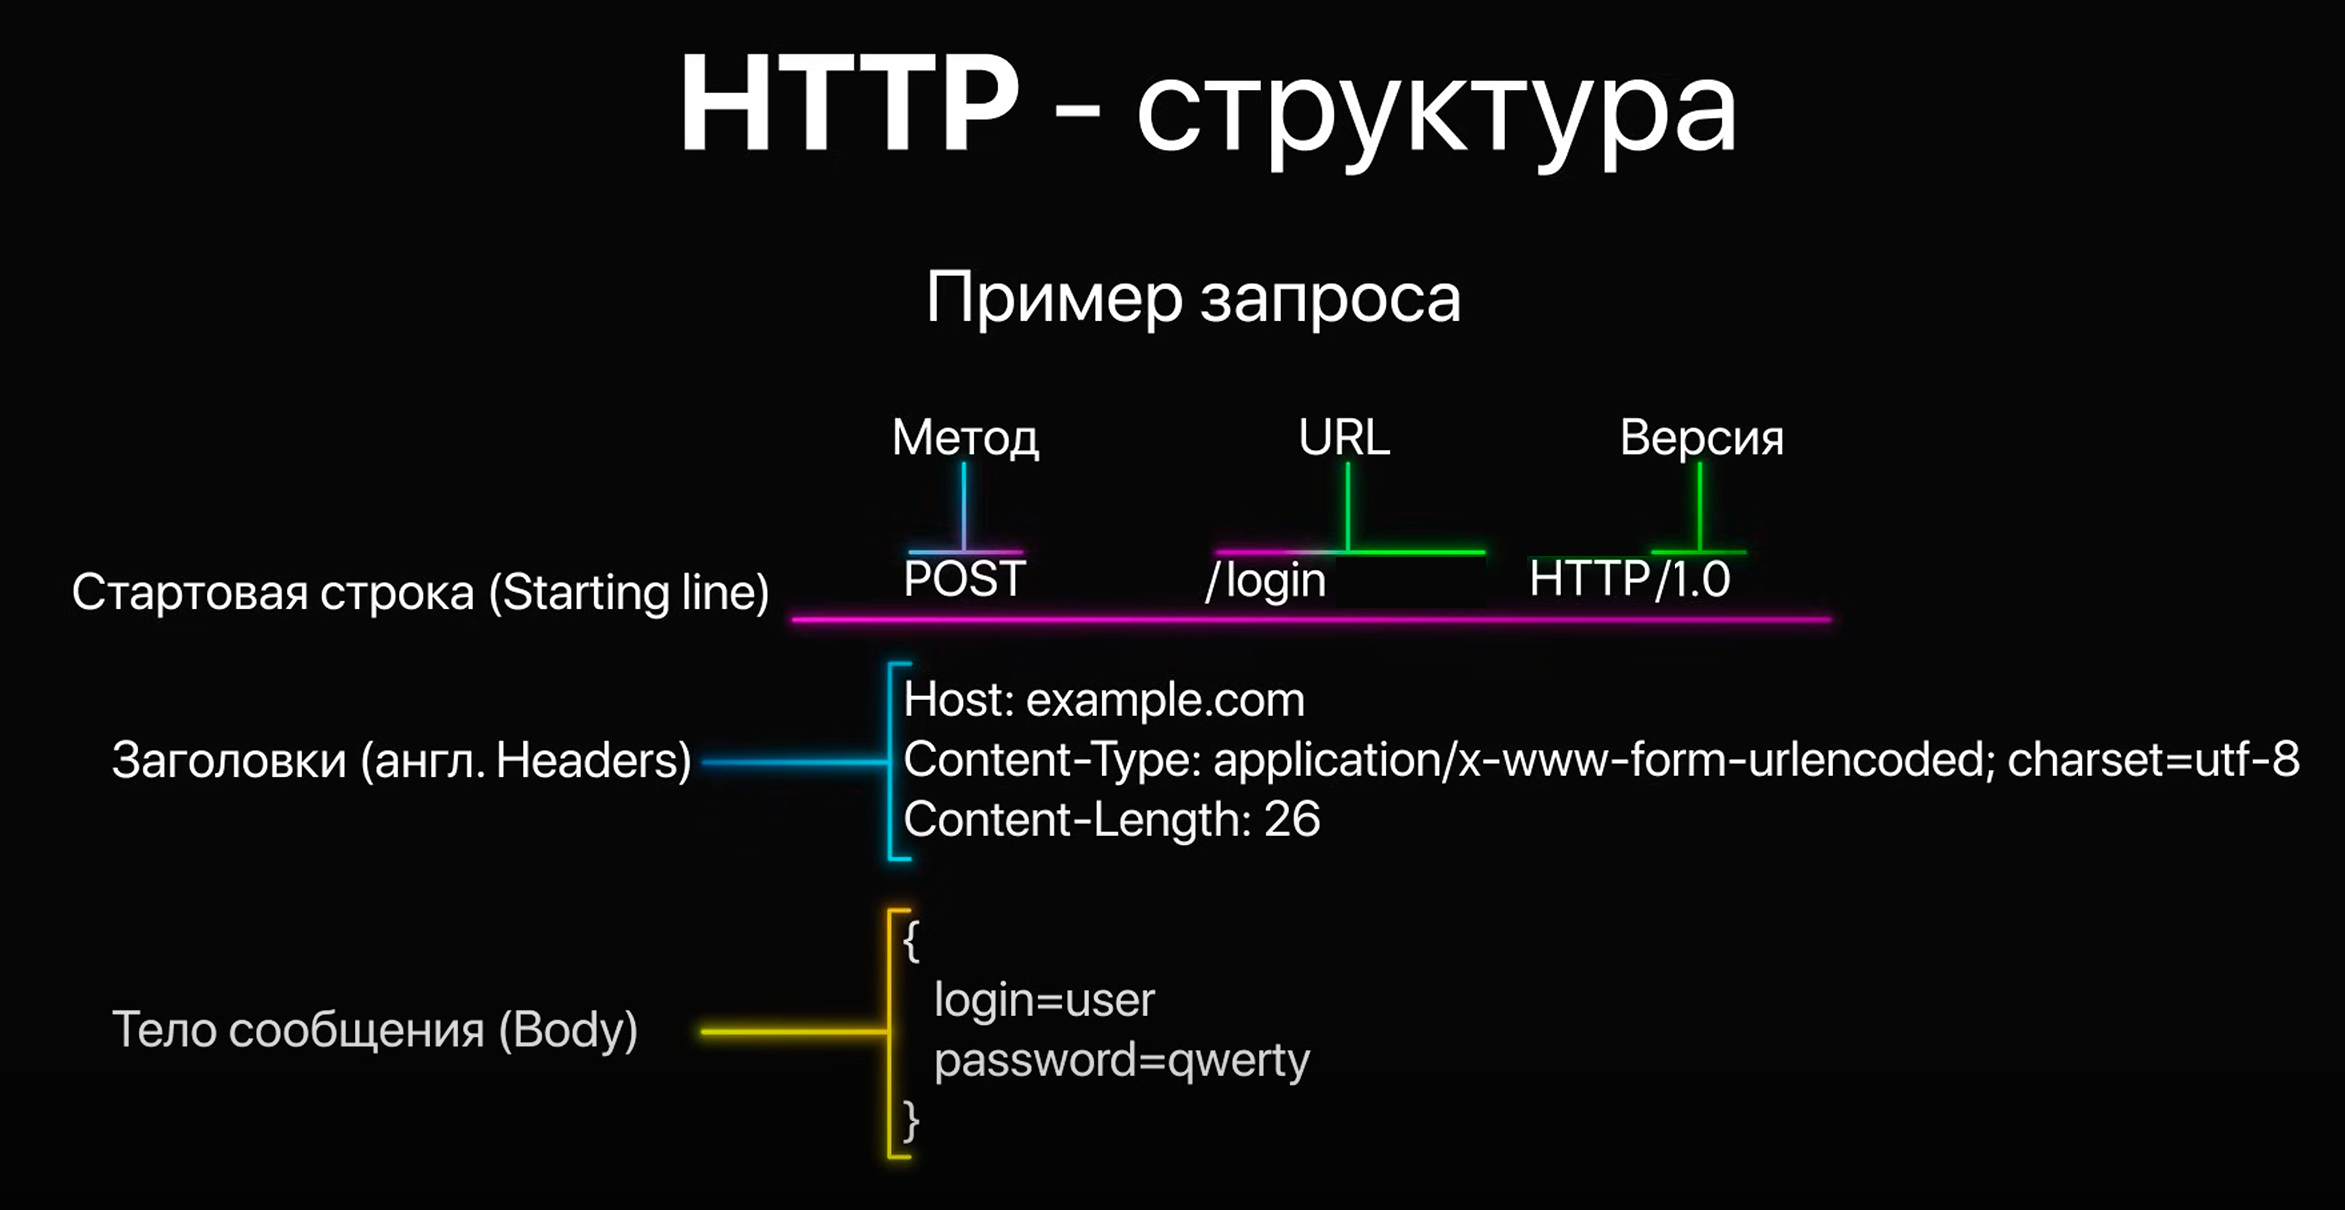 HTTP - структура
Пример запроса
Метод URL Версия
Стартовая строка (Starting line) POST /login HTTP/1.0
Заголовки (англ. Headers)
Host: example.com
Content-Type: application/x-www-form-urlencoded; charset=utf-8
Content-Length: 26
Тело сообщения (Body)
{
login=user
password=qwerty
}